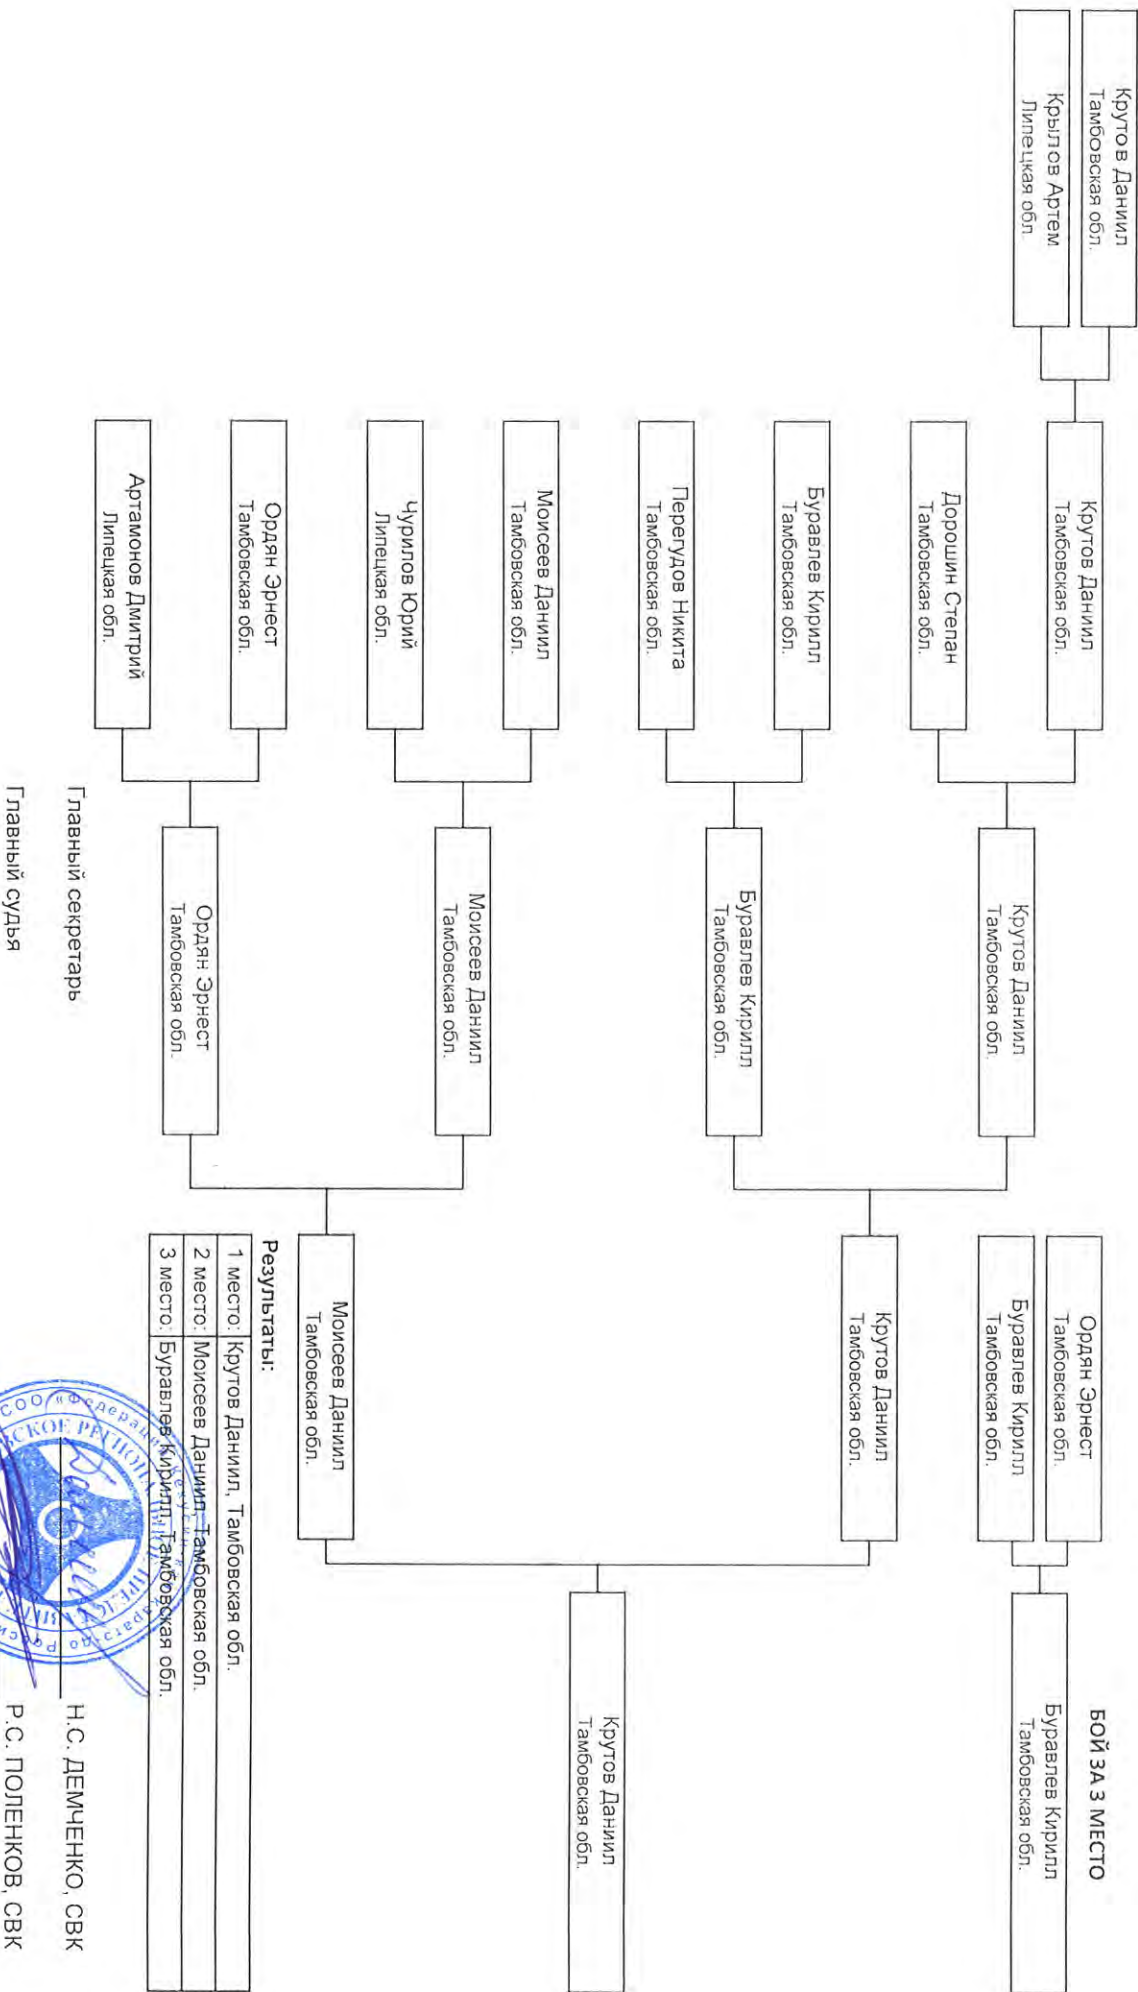 Крутов Даниил
Тамбовская обл.
Крылов Артем
Липецкая обл.
Крутов Даниил
Тамбовская обл.
Дорошин Степан
Тамбовская обл.
Буравлев Кирилл
Тамбовская обл.
Перегудов Никита
Тамбовская обл.
Моисеев Даниил
Тамбовская обл.
Чурилов Юрий
Липецкая обл.
Ордян Эрнест
Тамбовская обл.
Артамонов Дмитрий
Липецкая обл.
Крутов Даниил
Тамбовская обл.
Буравлев Кирилл
Тамбовская обл.
Моисеев Даниил
Тамбовская обл.
Ордян Эрнест
Тамбовская обл.
БОЙ ЗА 3 МЕСТО
Ордян Эрнест
Тамбовская обл.
Буравлев Кирилл
Тамбовская обл.
Буравлев Кирилл
Тамбовская обл.
Крутов Даниил
Тамбовская обл.
Моисеев Даниил
Тамбовская обл.
Крутов Даниил
Тамбовская обл.
Результаты:
1 место: Крутов Даниил, Тамбовская обл.
2 место: Моисеев Даниил, Тамбовская обл.
3 место: Буравлев Кирилл, Тамбовская обл.
Главный секретарь Н.С. ДЕМЧЕНКО, СВК
Главный судья Р.С. ПОЛЕНКОВ, СВК